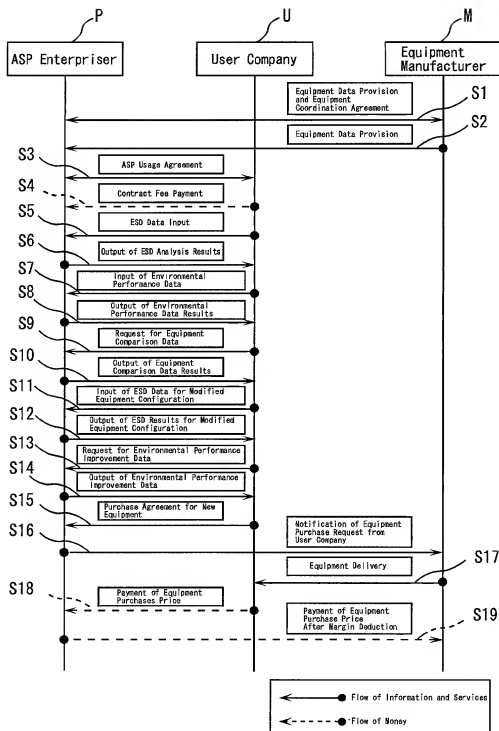 P
U
M
ASP Enterpriser
User Company
Equipment
Manufacturer
Equipment Data Provision
and Equipment
Coordination Agreement
S1
Equipment Data Provision
S2
S3
ASP Usage Agreement
S4
Contract Fee Payment
S5
ESD Data Input
S6
Output of ESD Analysis Results
S7
Input of Environmental
Performance Data
S8
Output of Environmental
Performance Data Results
S9
Request for Equipment
Comparison Data
S10
Output of Equipment
Comparison Data Results
S11
Input of ESD Data for Modified
Equipment Configuration
S12
Output of ESD Results for Modified
Equipment Configuration
S13
Request for Environmental Performance
Improvement Data
S14
Output of Environmental Performance
Improvement Data
S15
Purchase Agreement for New
Equipment
S16
Notification of Equipment
Purchase Request from
User Company
Equipment Delivery
S17
S18
Payment of Equipment
Purchases Price
Payment of Equipment
Purchase Price
After Margin Deduction
S19
Flow of Information and Services
Flow of Money